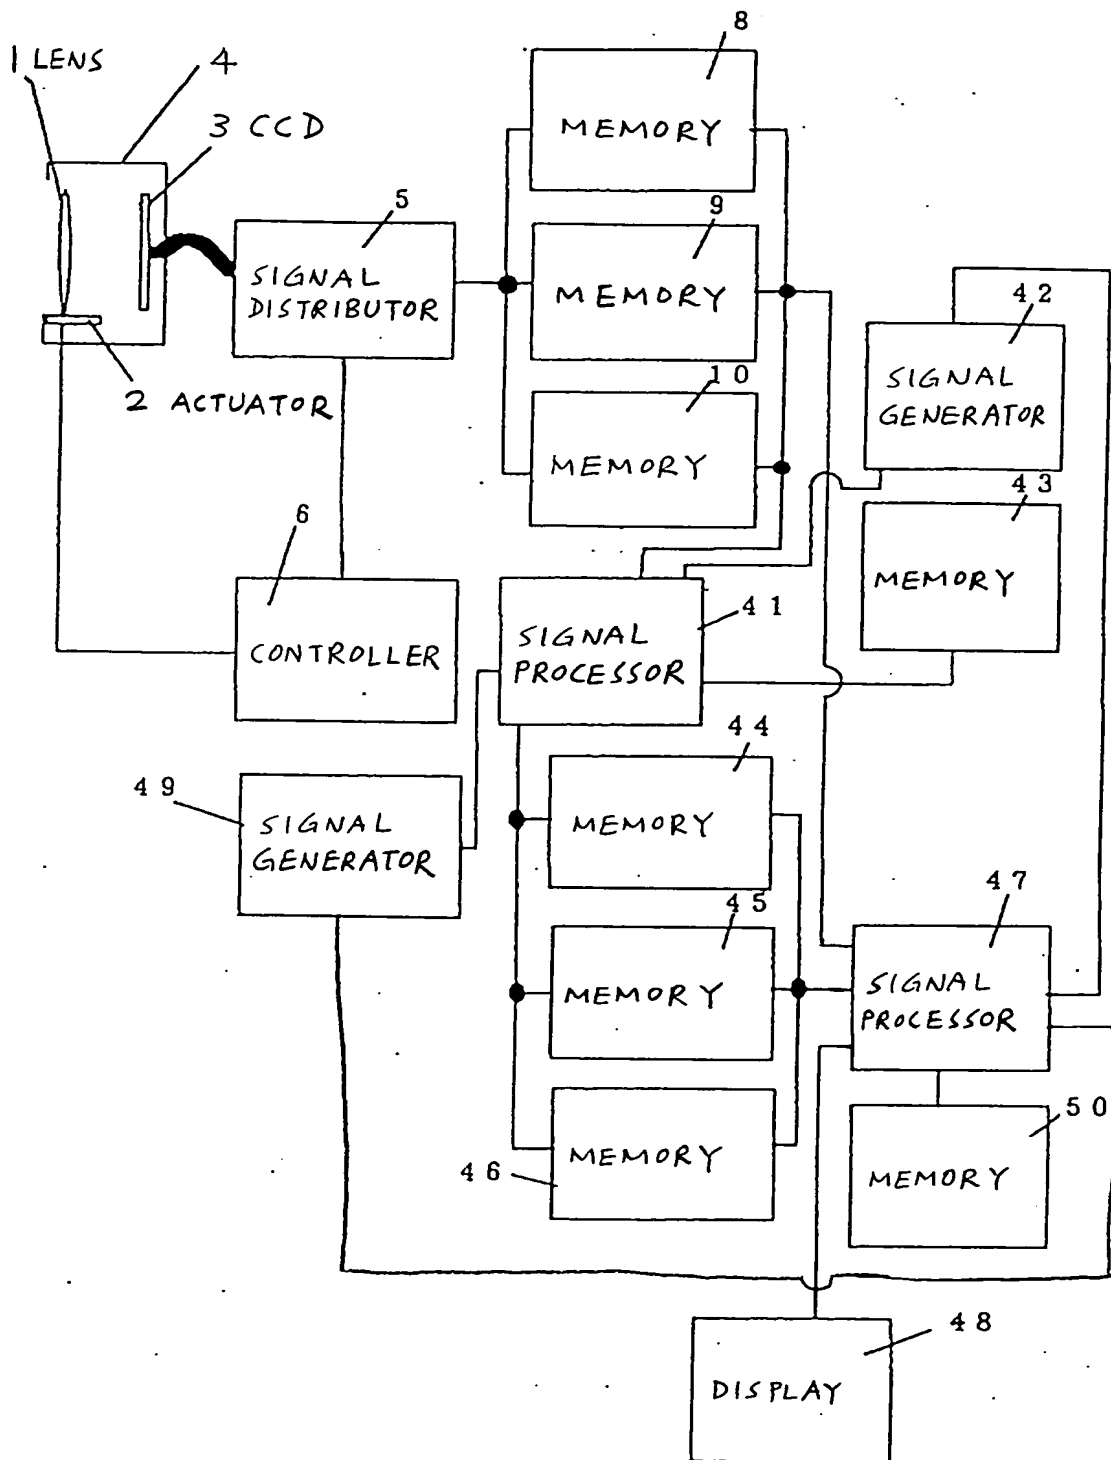 8
1 LENS
4
3 CCD
MEMORY
5
9
SIGNAL
DISTRIBUTOR
MEMORY
42
SIGNAL
GENERATOR
2 ACTUATOR
10
MEMORY
43
6
MEMORY
CONTROLLER
SIGNAL
PROCESSOR
41
44
49
SIGNAL
GENERATOR
MEMORY
45
47
MEMORY
SIGNAL
PROCESSOR
50
46
MEMORY
MEMORY
48
DISPLAY